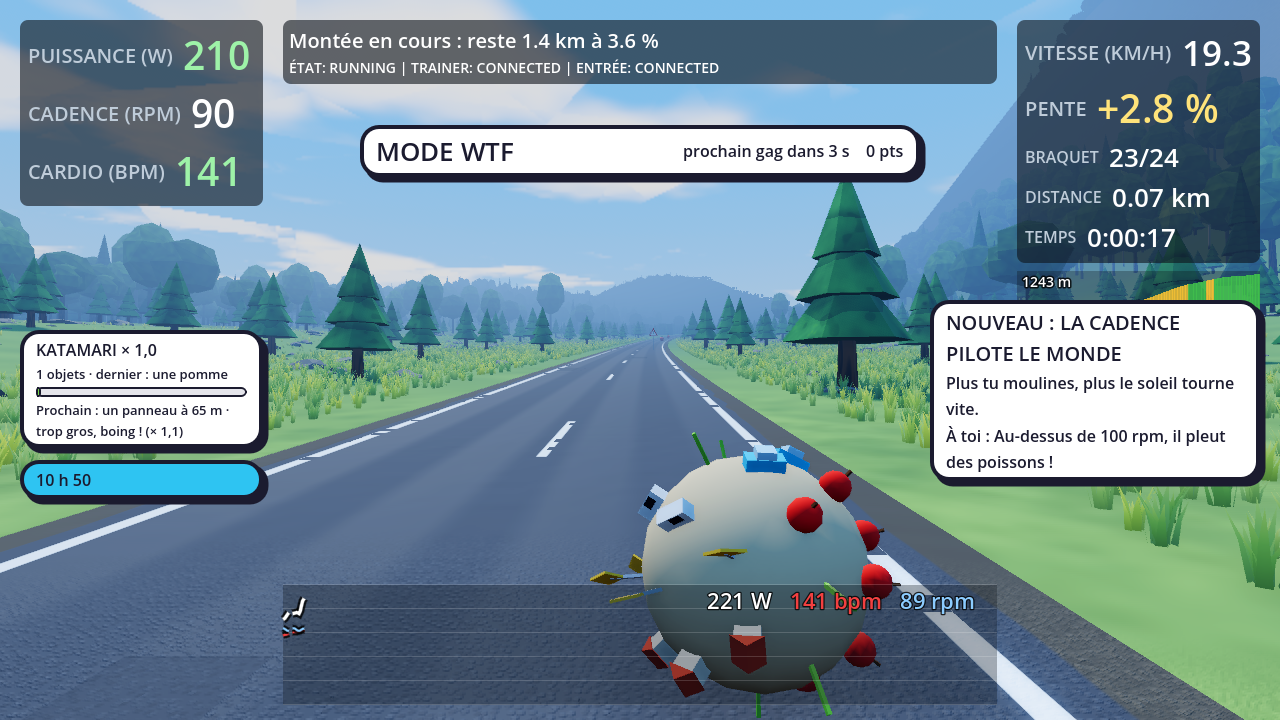 PUISSANCE (W) 210
CADENCE (RPM) 90
CARDIO (BPM) 141
Montée en cours : reste 1.4 km à 3.6 %
ÉTAT: RUNNING | TRAINER: CONNECTED | ENTRÉE: CONNECTED
MODE WTF prochain gag dans 3 s 0 pts
VITESSE (KM/H) 19.3
PENTE +2.8 %
BRAQUET 23/24
DISTANCE 0.07 km
TEMPS 0:00:17
1243 m
KATAMARI × 1,0
1 objets · dernier : une pomme
Prochain : un panneau à 65 m ·
trop gros, boing ! (× 1,1)
10 h 50
NOUVEAU : LA CADENCE
PILOTE LE MONDE
Plus tu moulines, plus le soleil tourne
vite.
À toi : Au-dessus de 100 rpm, il pleut
des poissons !
221 W 141 bpm 89 rpm